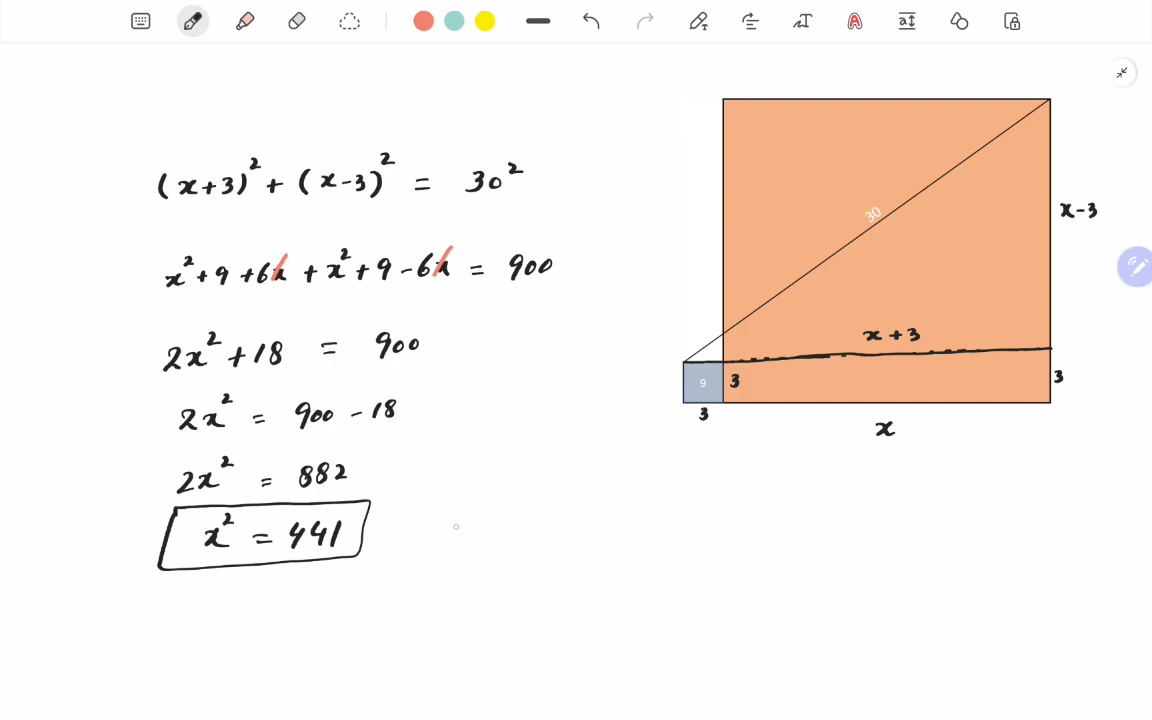 (x+3)² + (x-3)² = 30²
x² + 9 + 6x + x² + 9 - 6x = 900
2x² + 18 = 900
2x² = 900 - 18
2x² = 882
x² = 441
30
x-3
x+3
9
3
3
3
x